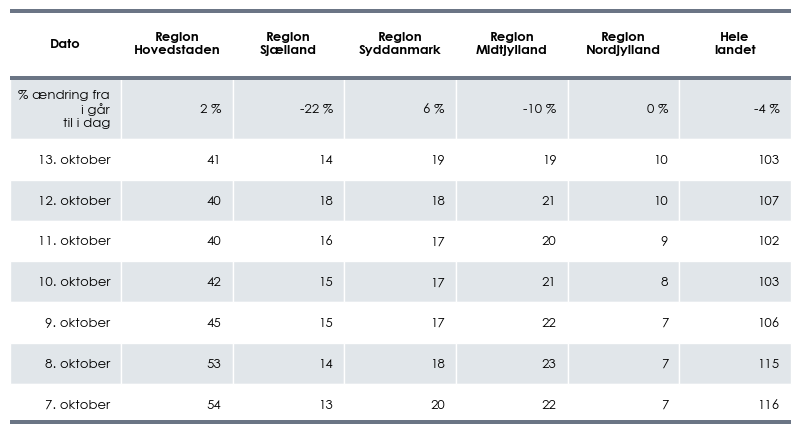 Dato Region Hovedstaden Region Sjælland Region Syddanmark Region Midtjylland Region Nordjylland Hele landet
% ændring fra
i går
til i dag 2 % -22 % 6 % -10 % 0 % -4 %
13. oktober 41 14 19 19 10 103
12. oktober 40 18 18 21 10 107
11. oktober 40 16 17 20 9 102
10. oktober 42 15 17 21 8 103
9. oktober 45 15 17 22 7 106
8. oktober 53 14 18 23 7 115
7. oktober 54 13 20 22 7 116